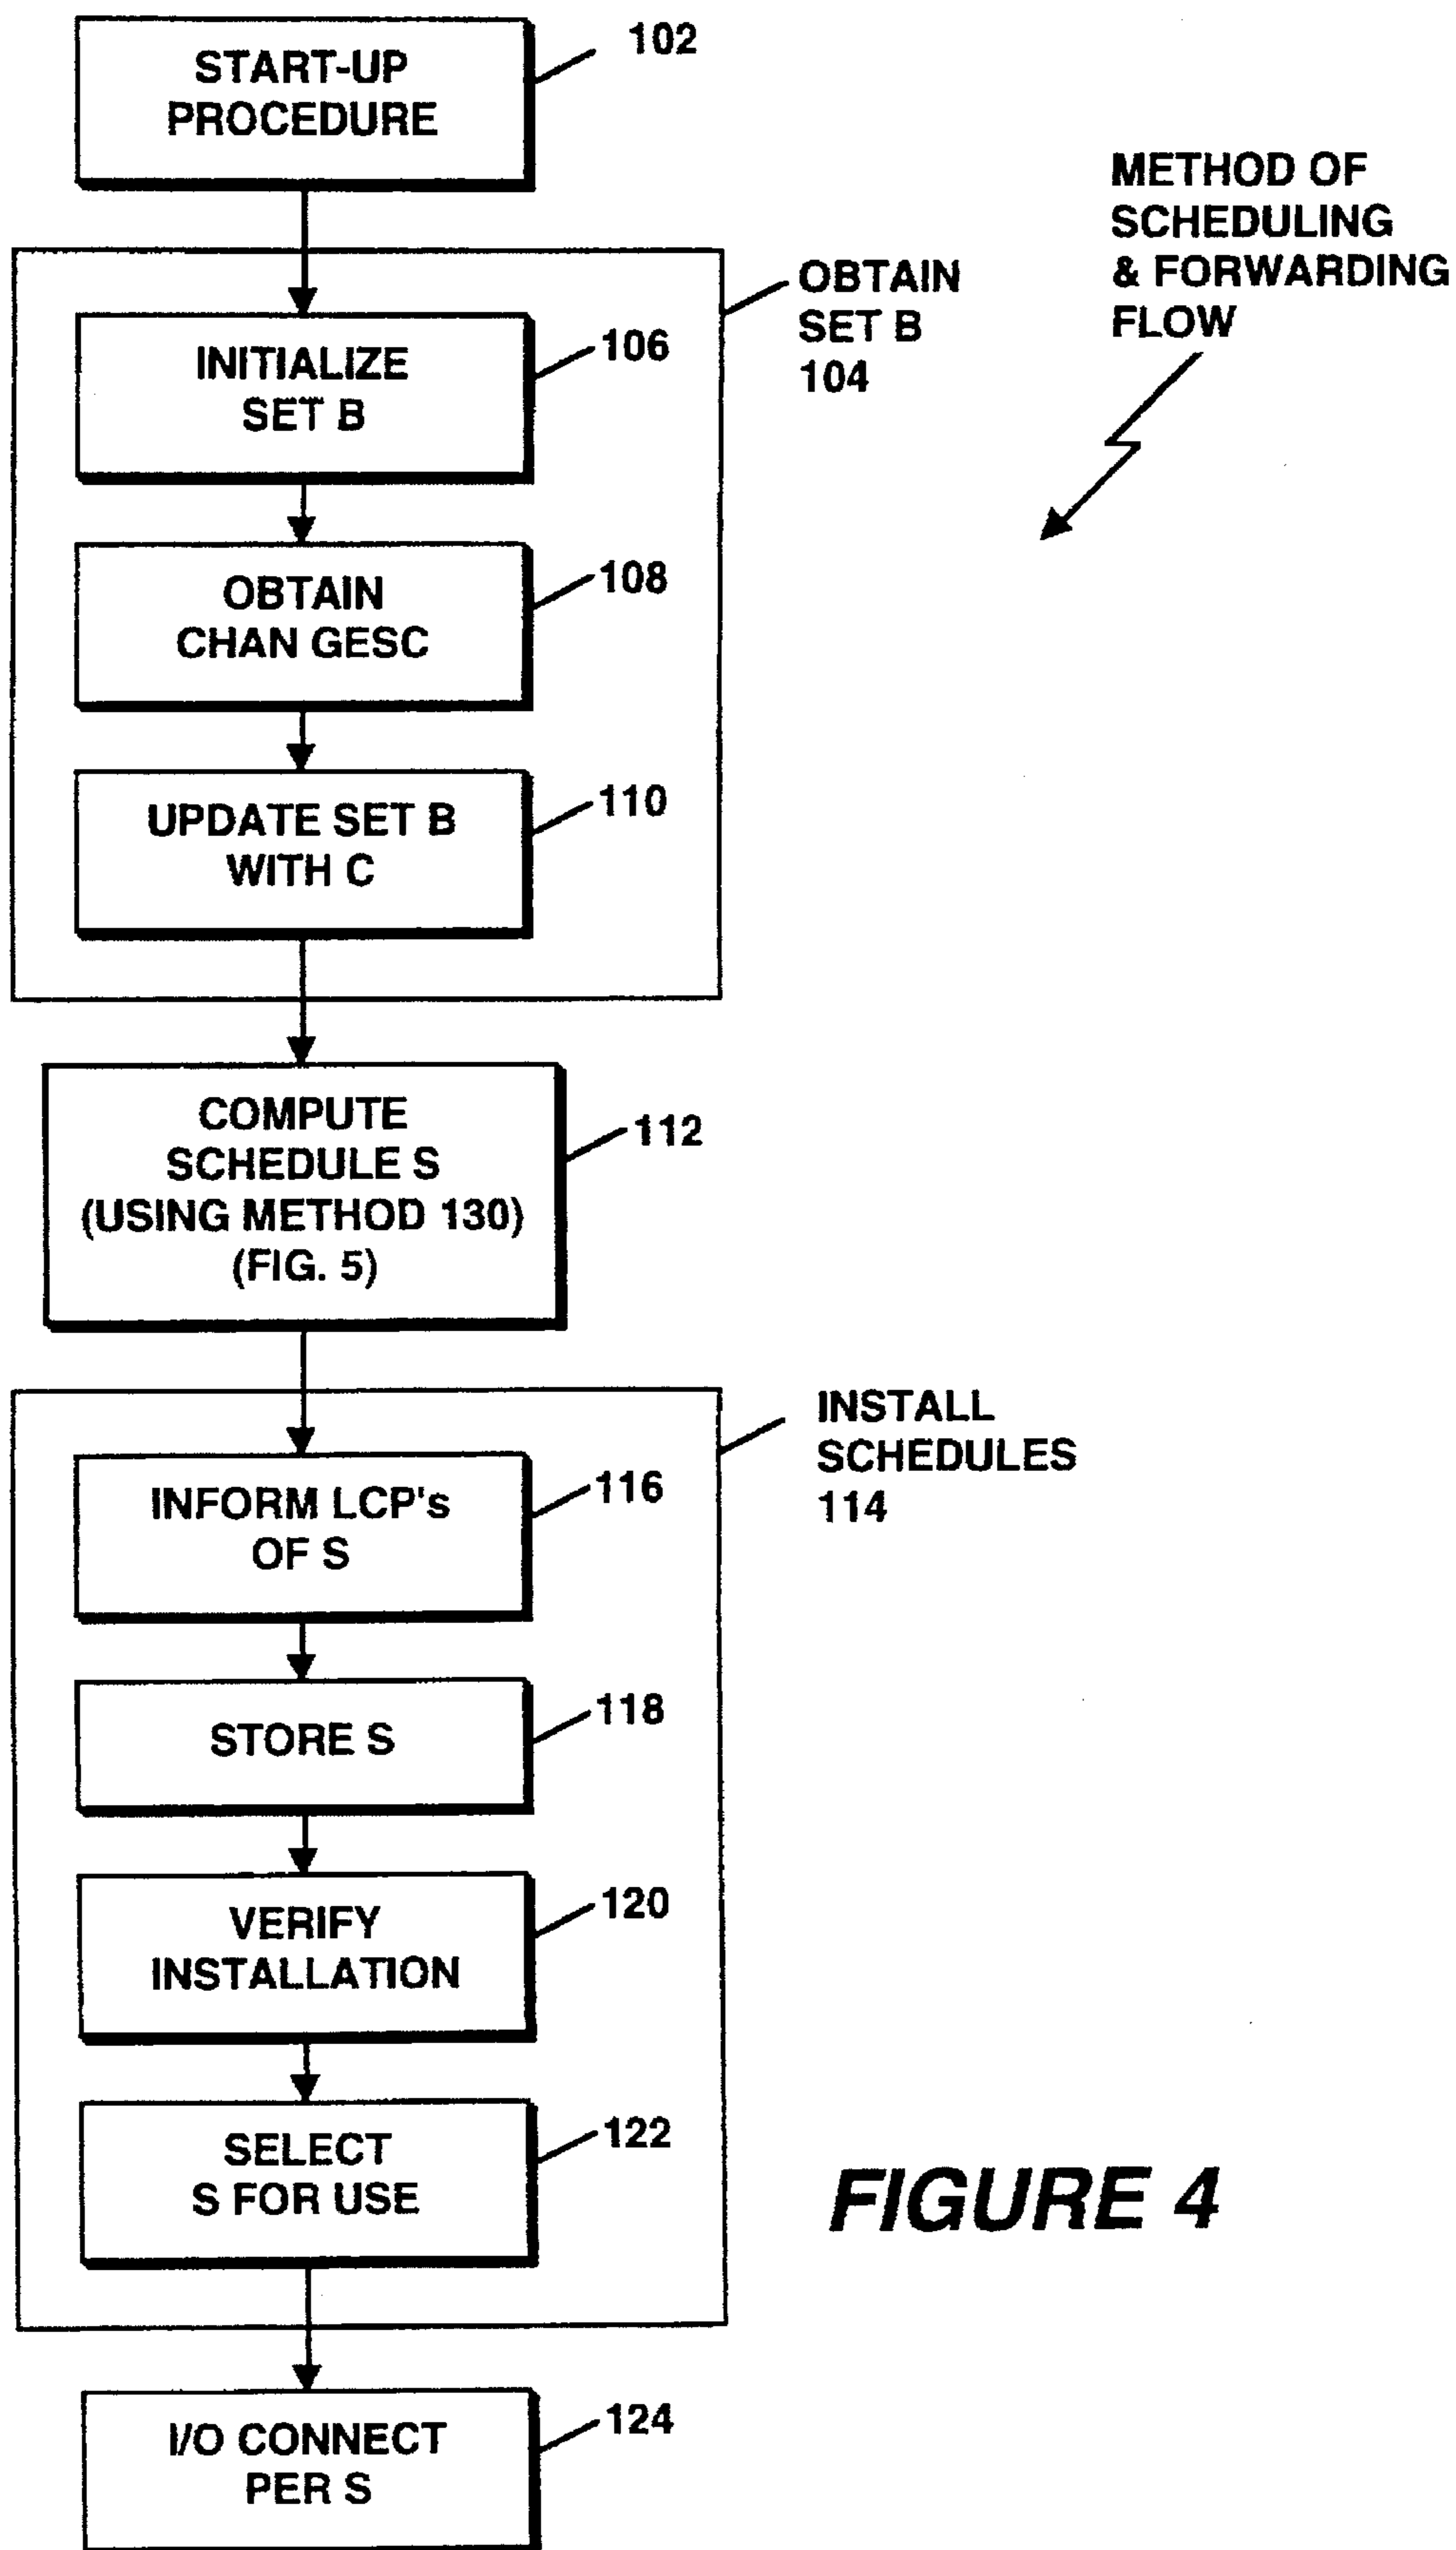 START-UP
PROCEDURE
102
METHOD OF
SCHEDULING
& FORWARDING
FLOW
OBTAIN
SET B
104
INITIALIZE
SET B
106
OBTAIN
CHAN GESC
108
UPDATE SET B
WITH C
110
COMPUTE
SCHEDULE S
(USING METHOD 130)
(FIG. 5)
112
INSTALL
SCHEDULES
114
INFORM LCP's
OF S
116
STORE S
118
VERIFY
INSTALLATION
120
SELECT
S FOR USE
122
FIGURE 4
I/O CONNECT
PER S
124